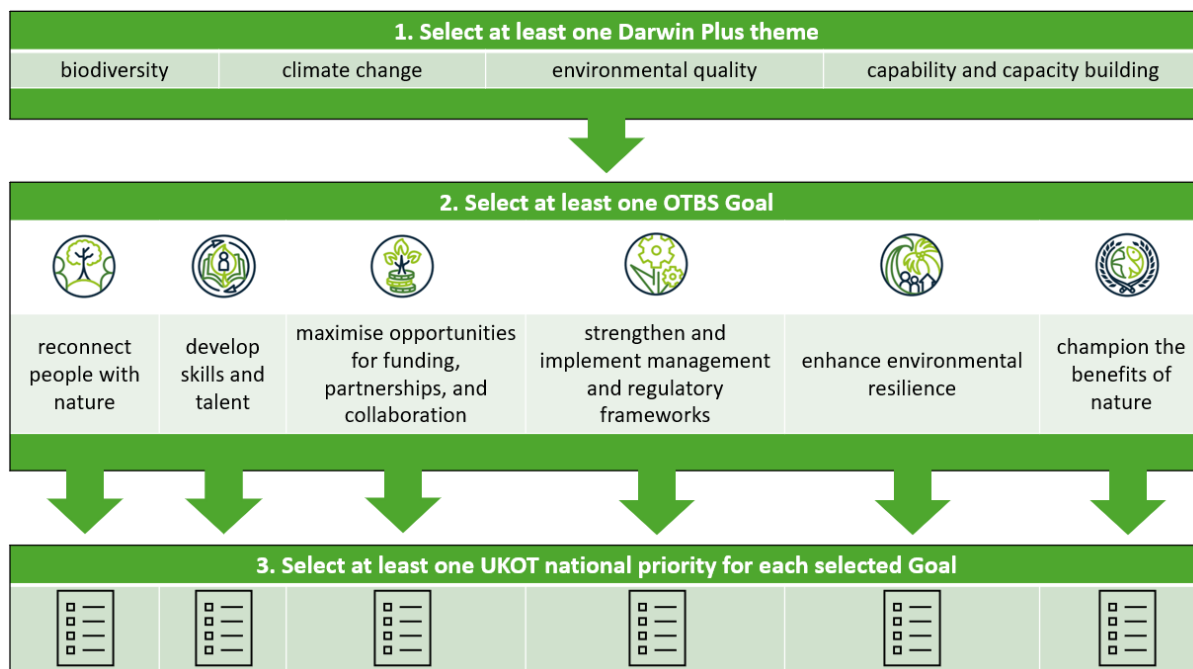 1. Select at least one Darwin Plus theme
biodiversity
climate change
environmental quality
capability and capacity building
2. Select at least one OTBS Goal
reconnect
people with
nature
develop
skills and
talent
maximise opportunities
for funding,
partnerships, and
collaboration
strengthen and
implement management
and regulatory
frameworks
enhance environmental
resilience
champion the
benefits of
nature
3. Select at least one UKOT national priority for each selected Goal